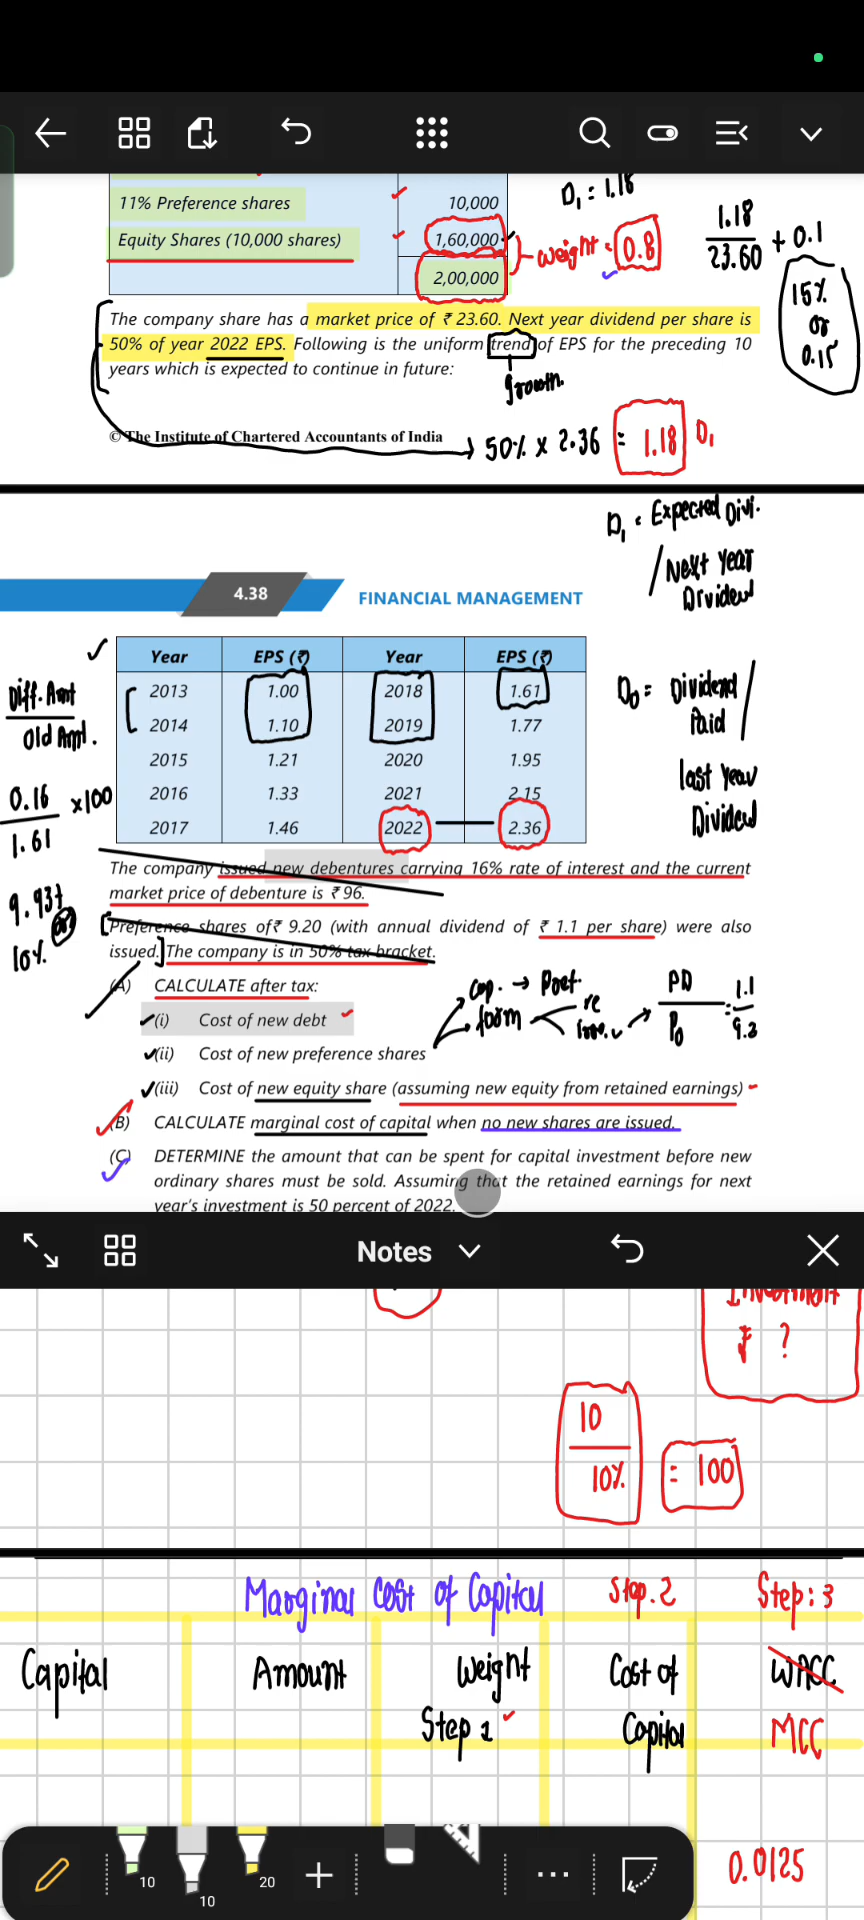 11% Preference shares 10,000
Equity Shares (10,000 shares) 1,60,000
2,00,000
D₁ = 1.18
weight = 0.8
1.18
23.60 + 0.1
15%
or
0.15
The company share has a market price of ₹ 23.60. Next year dividend per share is
50% of year 2022 EPS. Following is the uniform trend of EPS for the preceding 10
years which is expected to continue in future:
growth.
© The Institute of Chartered Accountants of India
50% × 2.36 = 1.18 D₁
D₁ = Expected Divi.
/ Next Year
Dividend
4.38 FINANCIAL MANAGEMENT
Year EPS (₹) Year EPS (₹)
2013 1.00 2018 1.61
2014 1.10 2019 1.77
2015 1.21 2020 1.95
2016 1.33 2021 2.15
2017 1.46 2022 2.36
Diff. Amt
Old Amt.
0.16 ×100
1.61
9.937
10%
D₀ = Dividend /
Paid
last Year
Dividend
The company issued new debentures carrying 16% rate of interest and the current
market price of debenture is ₹ 96.
Preference shares of ₹ 9.20 (with annual dividend of ₹ 1.1 per share) were also
issued. The company is in 50% tax bracket.
(A) CALCULATE after tax:
(i) Cost of new debt
(ii) Cost of new preference shares
(iii) Cost of new equity share (assuming new equity from retained earnings)
Cap. → Pref.
form
re
PD 1.1
P₀ = 9.2
(B) CALCULATE marginal cost of capital when no new shares are issued.
(C) DETERMINE the amount that can be spent for capital investment before new
ordinary shares must be sold. Assuming that the retained earnings for next
year's investment is 50 percent of 2022.
Notes
Investment
₹ ?
10
10% = 100
Marginal Cost of Capital Step. 2 Step: 3
Capital Amount Weight Cost of WACC
Step 1 Capital MCC
0.0125
10 10 20